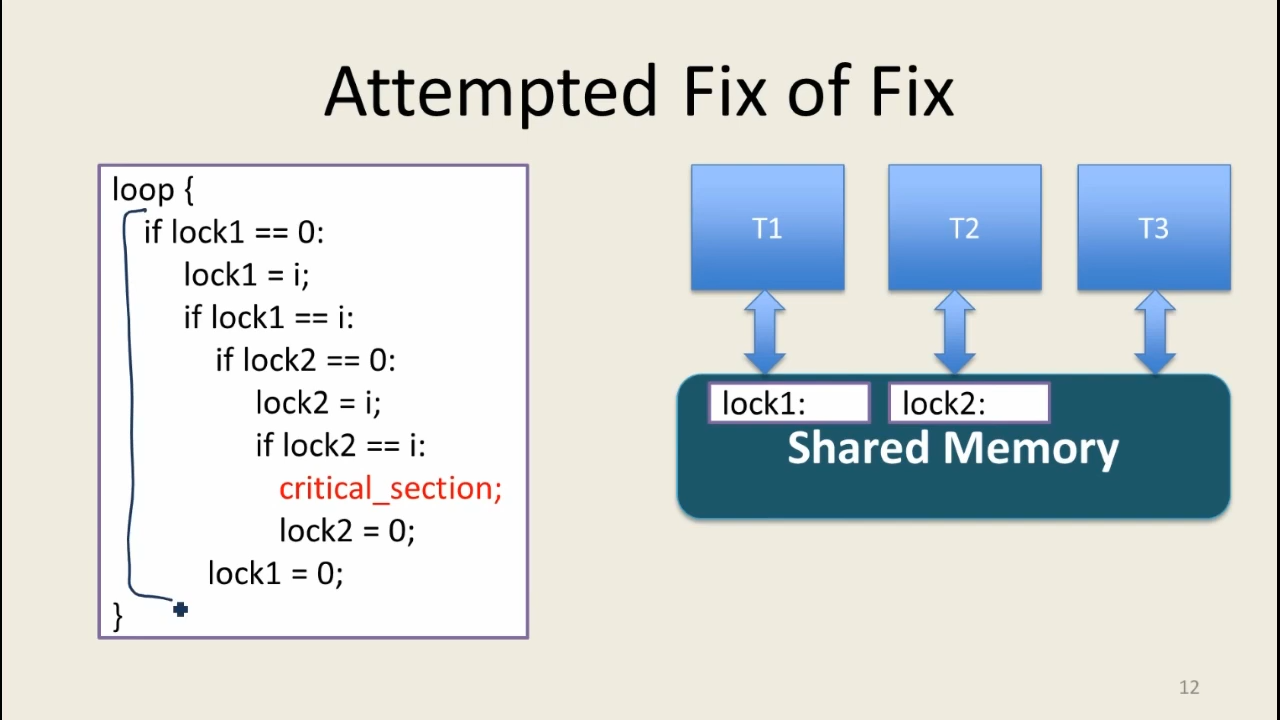 Attempted Fix of Fix
loop {
if lock1 == 0:
lock1 = i;
if lock1 == i:
if lock2 == 0:
lock2 = i;
if lock2 == i:
critical_section;
lock2 = 0;
lock1 = 0;
}
T1
T2
T3
lock1:
lock2:
Shared Memory
12